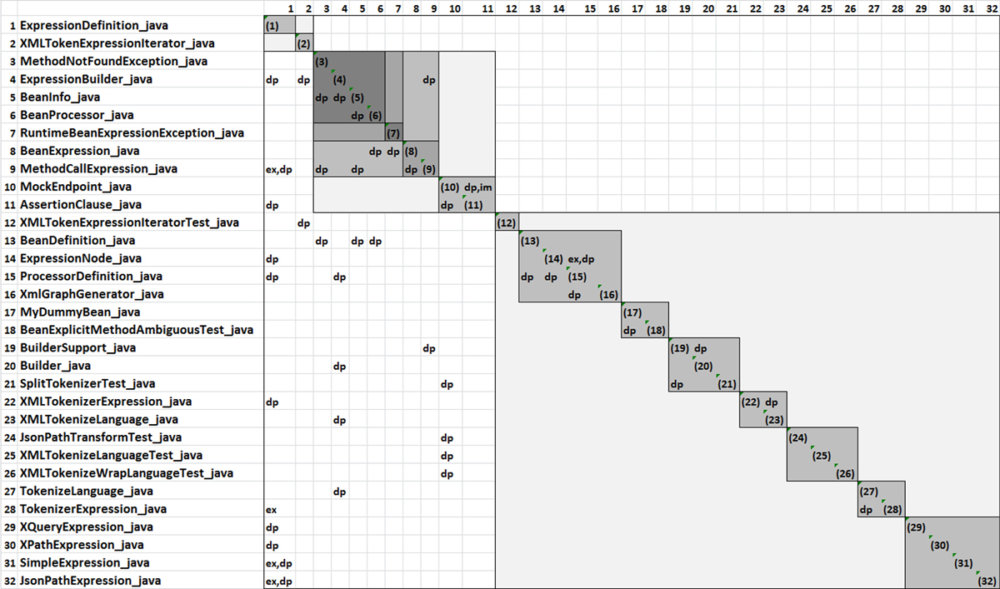 1 2 3 4 5 6 7 8 9 10 11 12 13 14 15 16 17 18 19 20 21 22 23 24 25 26 27 28 29 30 31 32
1 ExpressionDefinition_java (1)
2 XMLTokenExpressionIterator_java (2)
3 MethodNotFoundException_java (3)
4 ExpressionBuilder_java dp dp (4) dp
5 BeanInfo_java dp dp (5)
6 BeanProcessor_java dp (6)
7 RuntimeBeanExpressionException_java (7)
8 BeanExpression_java dp dp (8)
9 MethodCallExpression_java ex,dp dp dp dp (9)
10 MockEndpoint_java (10) dp,im
11 AssertionClause_java dp dp (11)
12 XMLTokenExpressionIteratorTest_java dp (12)
13 BeanDefinition_java dp dp dp (13)
14 ExpressionNode_java dp (14) ex,dp
15 ProcessorDefinition_java dp dp dp dp (15)
16 XmlGraphGenerator_java dp (16)
17 MyDummyBean_java (17)
18 BeanExplicitMethodAmbiguousTest_java dp (18)
19 BuilderSupport_java dp (19) dp
20 Builder_java dp (20)
21 SplitTokenizerTest_java dp dp (21)
22 XMLTokenizerExpression_java dp (22) dp
23 XMLTokenizeLanguage_java dp (23)
24 JsonPathTransformTest_java dp (24)
25 XMLTokenizeLanguageTest_java dp (25)
26 XMLTokenizeWrapLanguageTest_java dp (26)
27 TokenizeLanguage_java dp (27)
28 TokenizerExpression_java ex dp (28)
29 XQueryExpression_java dp (29)
30 XPathExpression_java dp (30)
31 SimpleExpression_java ex,dp (31)
32 JsonPathExpression_java ex,dp (32)